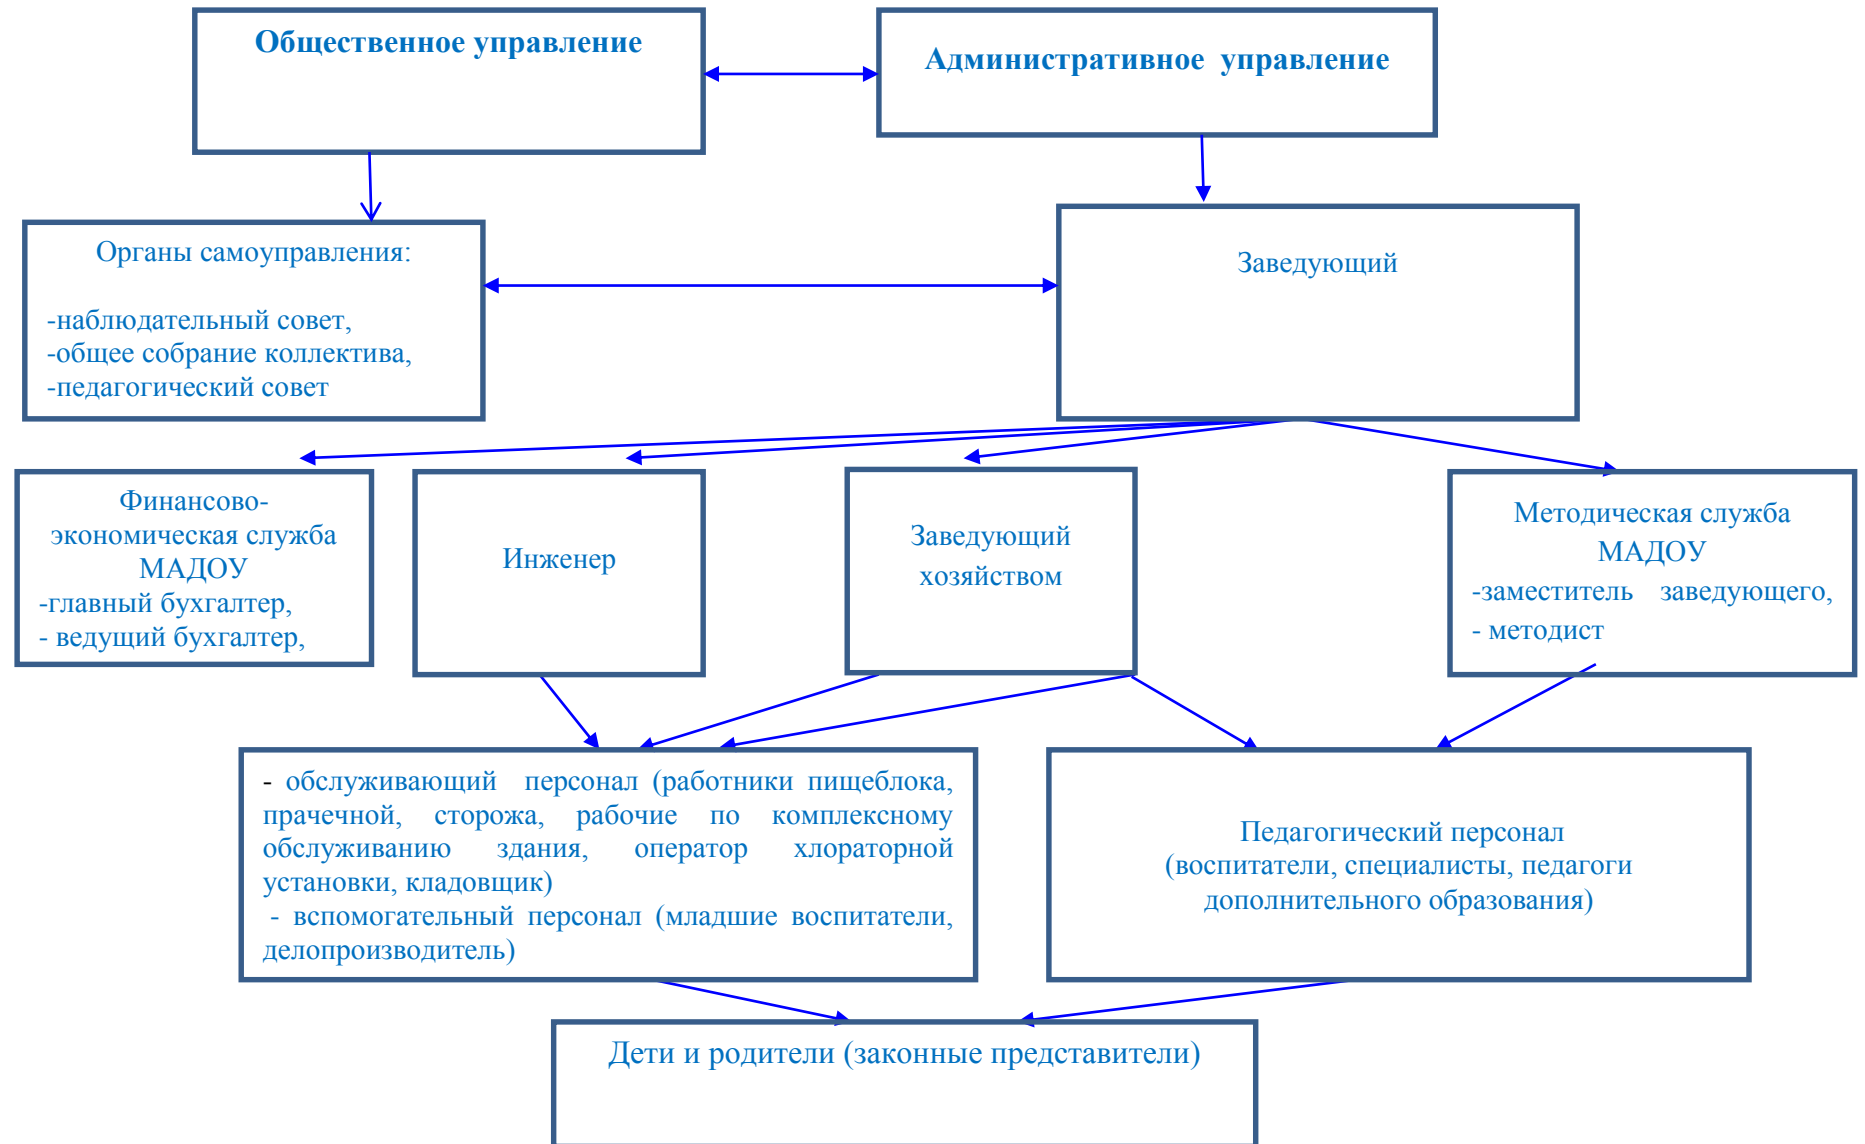 Общественное управление
Административное управление
Органы самоуправления:
-наблюдательный совет,
-общее собрание коллектива,
-педагогический совет
Заведующий
Финансово-
экономическая служба
МАДОУ
-главный бухгалтер,
- ведущий бухгалтер,
Инженер
Заведующий
хозяйством
Методическая служба
МАДОУ
-заместитель заведующего,
- методист
- обслуживающий персонал (работники пищеблока,
прачечной, сторожа, рабочие по комплексному
обслуживанию здания, оператор хлораторной
установки, кладовщик)
- вспомогательный персонал (младшие воспитатели,
делопроизводитель)
Педагогический персонал
(воспитатели, специалисты, педагоги
дополнительного образования)
Дети и родители (законные представители)